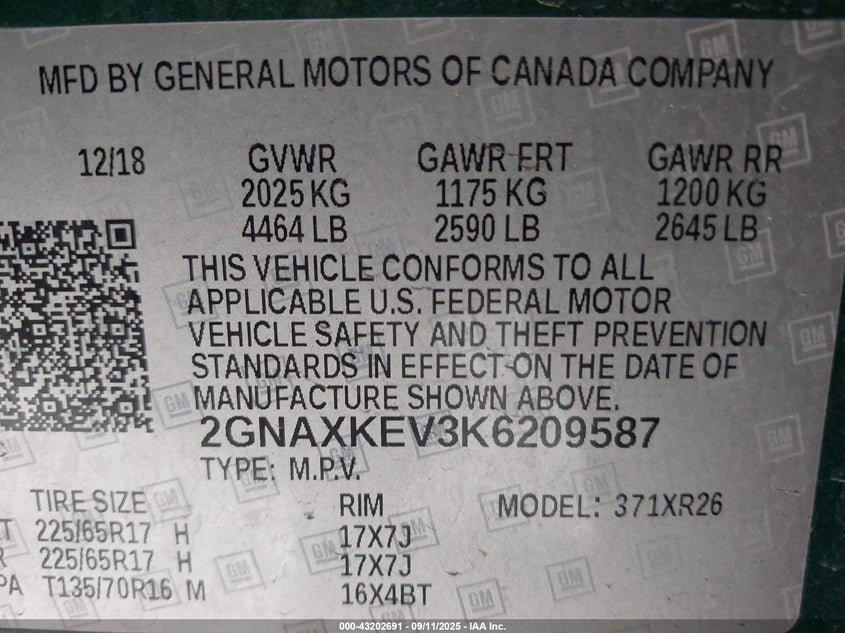 MFD BY GENERAL MOTORS OF CANADA COMPANY
12/18 GVWR GAWR FRT GAWR RR
2025 KG 1175 KG 1200 KG
4464 LB 2590 LB 2645 LB
THIS VEHICLE CONFORMS TO ALL
APPLICABLE U.S. FEDERAL MOTOR
VEHICLE SAFETY AND THEFT PREVENTION
STANDARDS IN EFFECT ON THE DATE OF
MANUFACTURE SHOWN ABOVE.
2GNAXKEV3K6209587
TYPE: M.P.V.
TIRE SIZE RIM MODEL: 371XR26
T 225/65R17 H 17X7J
R 225/65R17 H 17X7J
PA T135/70R16 M 16X4BT
000-43202691 - 09/11/2025 - IAA Inc.